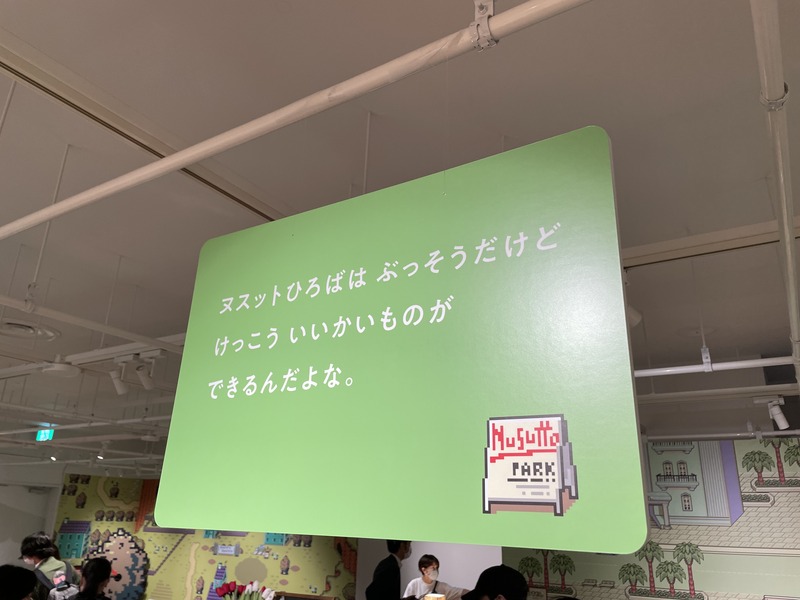 ヌスットひろばは ぶっそうだけど
けっこう いいかいものが
できるんだよな。
Nusutto
PARK